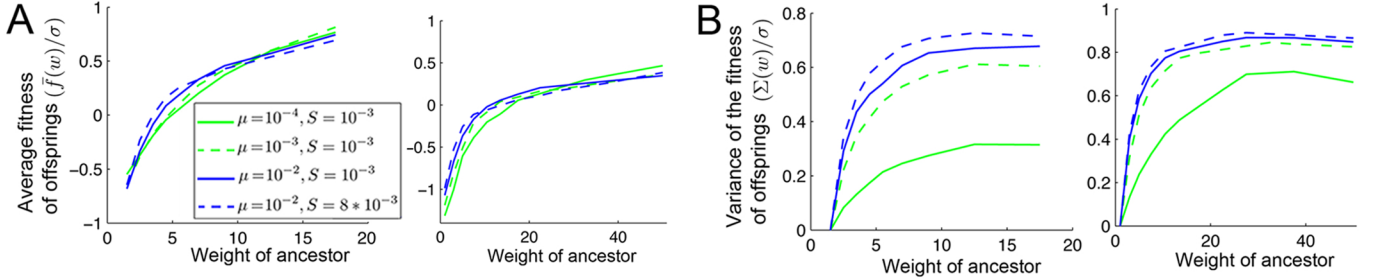 A
Average fitness
of offsprings (f̄(w)/σ)
1
0.5
0
−0.5
−1
0 5 10 15 20
Weight of ancestor
μ=10⁻⁴, S = 10⁻³
μ=10⁻³, S = 10⁻³
μ=10⁻², S = 10⁻³
μ=10⁻², S = 8∗10⁻³
1
0.5
0
−0.5
−1
0 20 40
Weight of ancestor
B
Variance of the fitness
of offsprings (Σ(w)/σ)
0.8
0.6
0.4
0.2
0
0 5 10 15 20
Weight of ancestor
1
0.8
0.6
0.4
0.2
0
0 20 40
Weight of ancestor